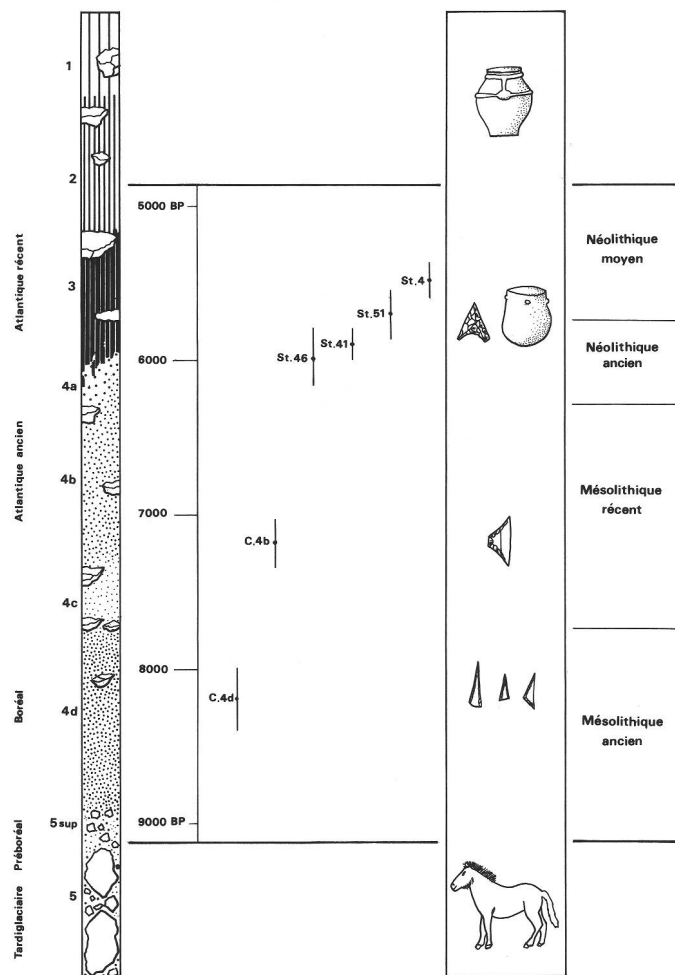 1
2
3
4a
4b
4c
4d
5 sup
5
Atlantique récent
Atlantique ancien
Boréal
Préboréal
Tardiglaciaire
5000 BP
6000
7000
8000
9000 BP
St.4
St.51
St.41
St.46
C.4b
C.4d
Néolithique
moyen
Néolithique
ancien
Mésolithique
récent
Mésolithique
ancien